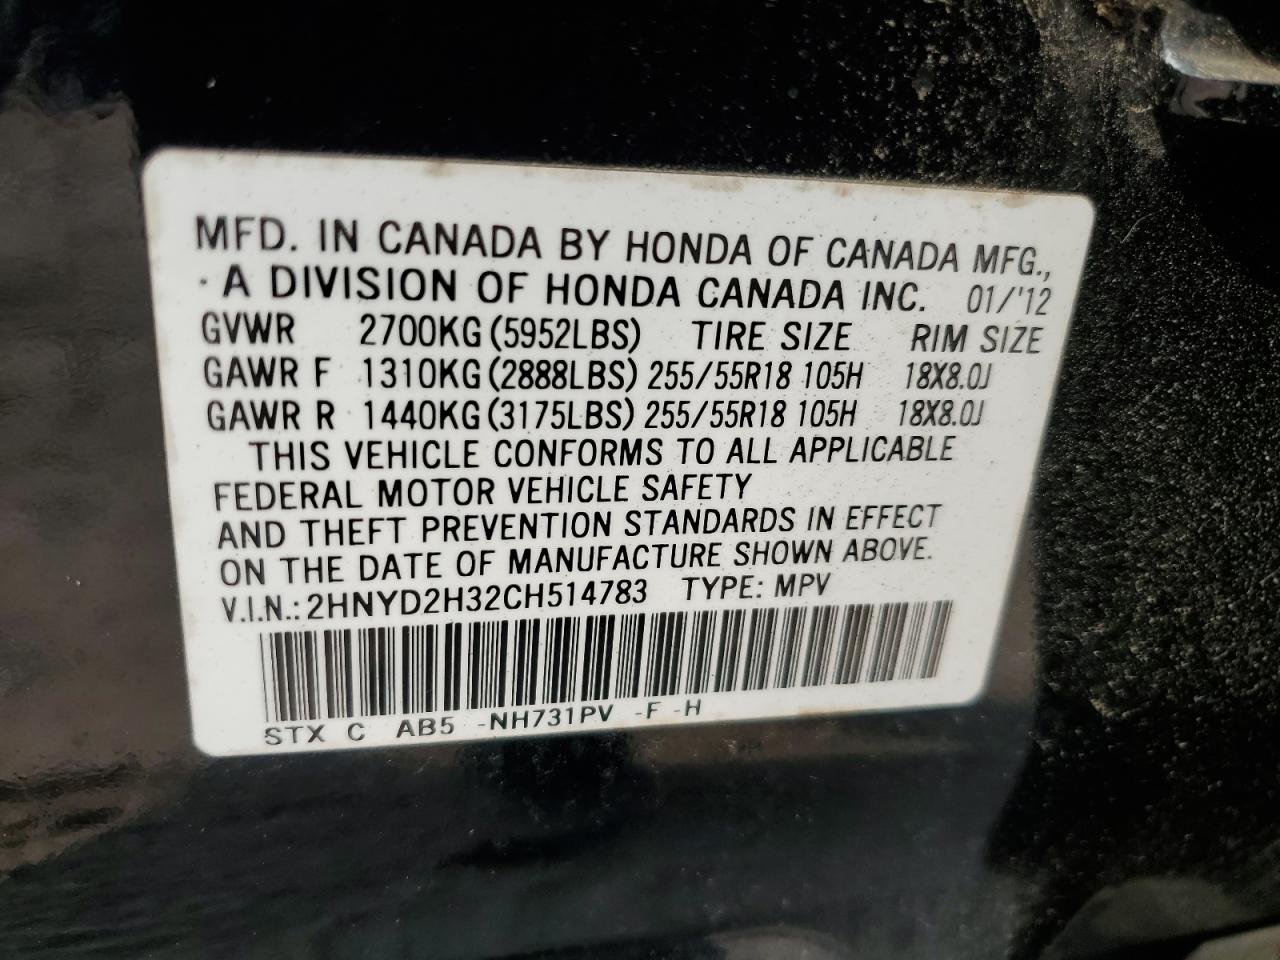 MFD. IN CANADA BY HONDA OF CANADA MFG.,
· A DIVISION OF HONDA CANADA INC. 01/'12
GVWR 2700KG (5952LBS) TIRE SIZE RIM SIZE
GAWR F 1310KG (2888LBS) 255/55R18 105H 18X8.0J
GAWR R 1440KG (3175LBS) 255/55R18 105H 18X8.0J
THIS VEHICLE CONFORMS TO ALL APPLICABLE
FEDERAL MOTOR VEHICLE SAFETY
AND THEFT PREVENTION STANDARDS IN EFFECT
ON THE DATE OF MANUFACTURE SHOWN ABOVE.
V.I.N.: 2HNYD2H32CH514783 TYPE: MPV
STX C AB5 -NH731PV -F -H